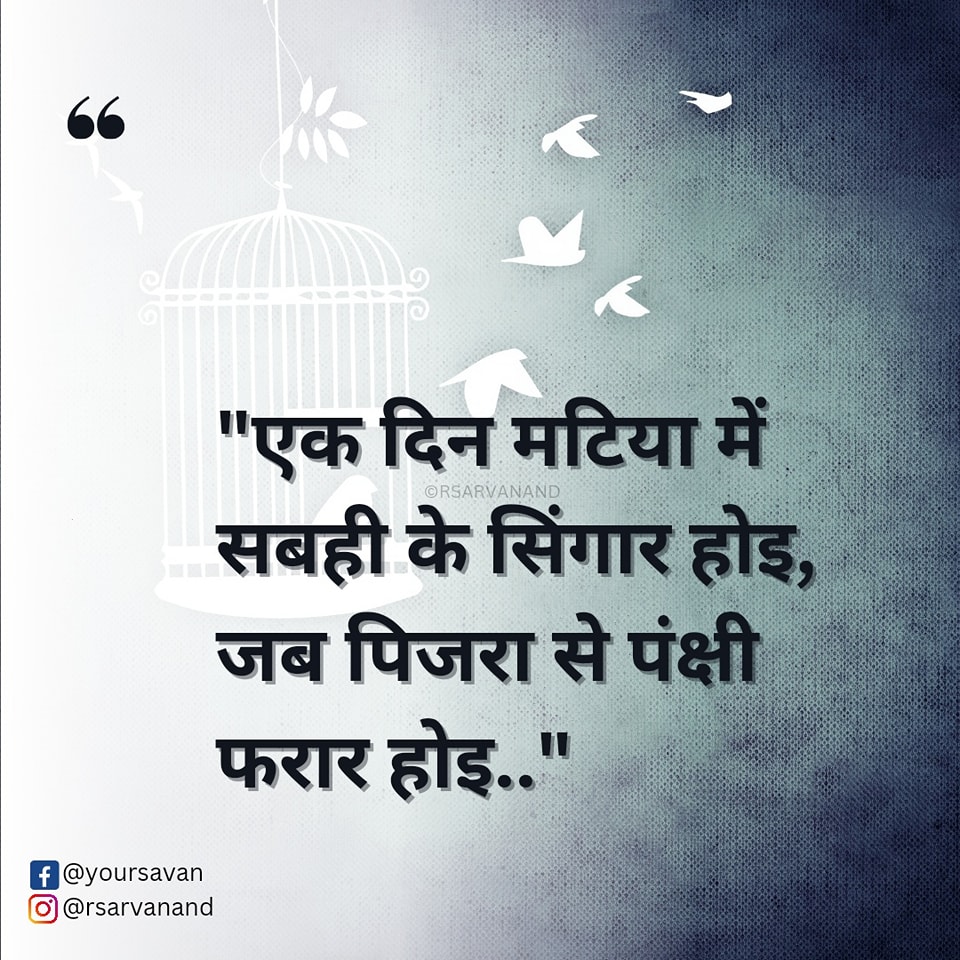 ❝
"एक दिन मटिया में
©RSARVANAND
सबही के सिंगार होइ,
जब पिजरा से पंक्षी
फरार होइ.."
@yoursavan
@rsarvanand